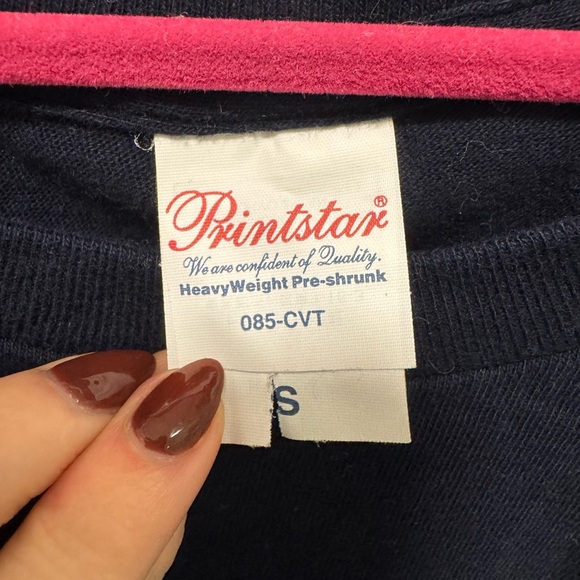 Printstar®
We are confident of Quality.
HeavyWeight Pre-shrunk
085-CVT
S